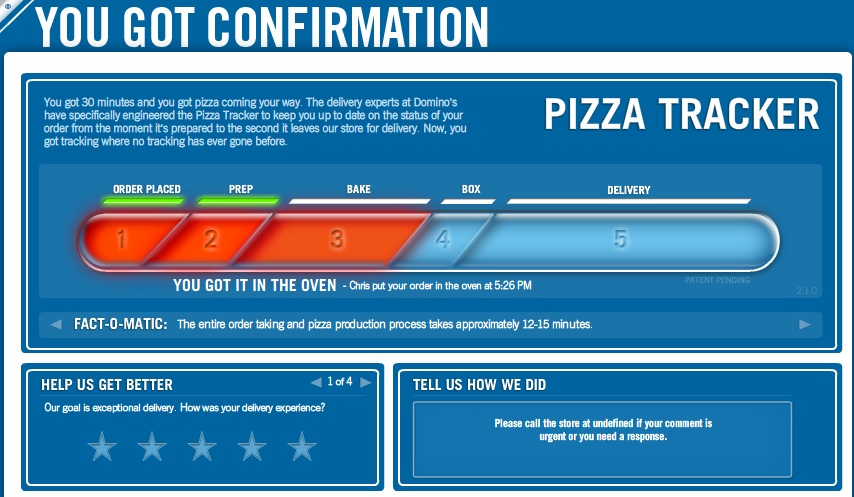 YOU GOT CONFIRMATION
You got 30 minutes and you got pizza coming your way. The delivery experts at Domino's
have specifically engineered the Pizza Tracker to keep you up to date on the status of your
order from the moment it's prepared to the second it leaves our store for delivery. Now, you
got tracking where no tracking has ever gone before.
PIZZA TRACKER
ORDER PLACED PREP BAKE BOX DELIVERY
1 2 3 4 5
YOU GOT IT IN THE OVEN - Chris put your order in the oven at 5:26 PM
PATENT PENDING
2.1.0
FACT-O-MATIC: The entire order taking and pizza production process takes approximately 12-15 minutes.
HELP US GET BETTER 1 of 4
Our goal is exceptional delivery. How was your delivery experience?
TELL US HOW WE DID
Please call the store at undefined if your comment is
urgent or you need a response.